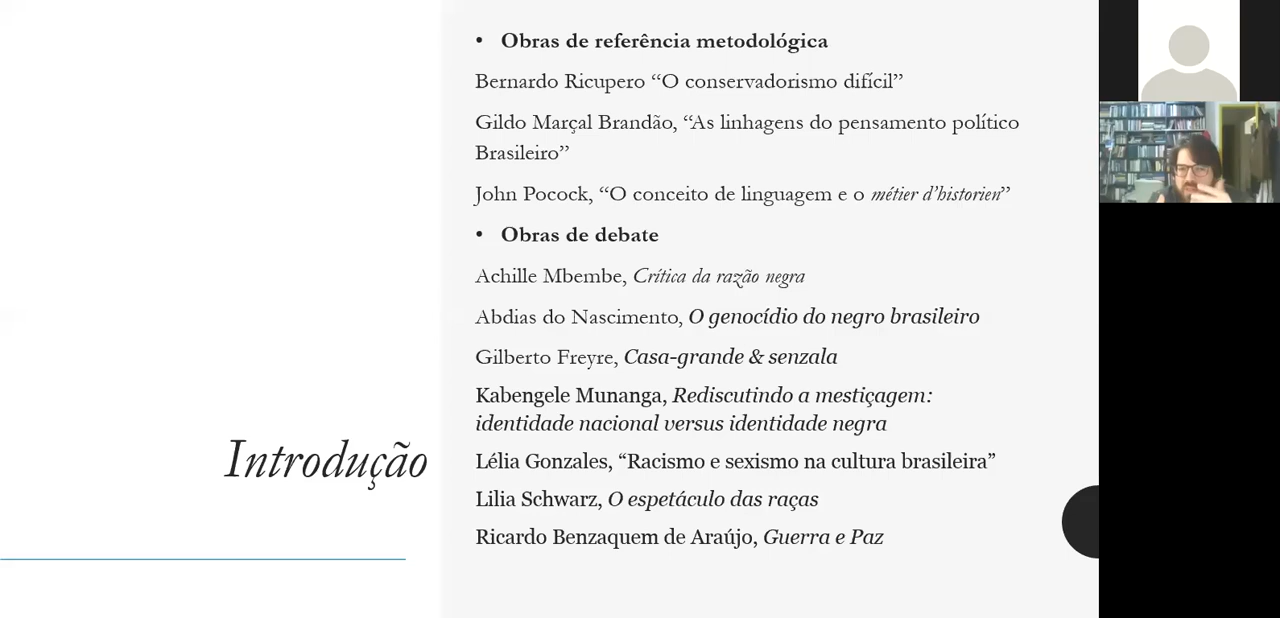 • Obras de referência metodológica
Bernardo Ricupero “O conservadorismo difícil”
Gildo Marçal Brandão, “As linhagens do pensamento político
Brasileiro”
John Pocock, “O conceito de linguagem e o métier d’historien”
• Obras de debate
Achille Mbembe, Crítica da razão negra
Abdias do Nascimento, O genocídio do negro brasileiro
Gilberto Freyre, Casa-grande & senzala
Kabengele Munanga, Rediscutindo a mestiçagem:
identidade nacional versus identidade negra
Lélia Gonzales, “Racismo e sexismo na cultura brasileira”
Lilia Schwarz, O espetáculo das raças
Ricardo Benzaquem de Araújo, Guerra e Paz
Introdução